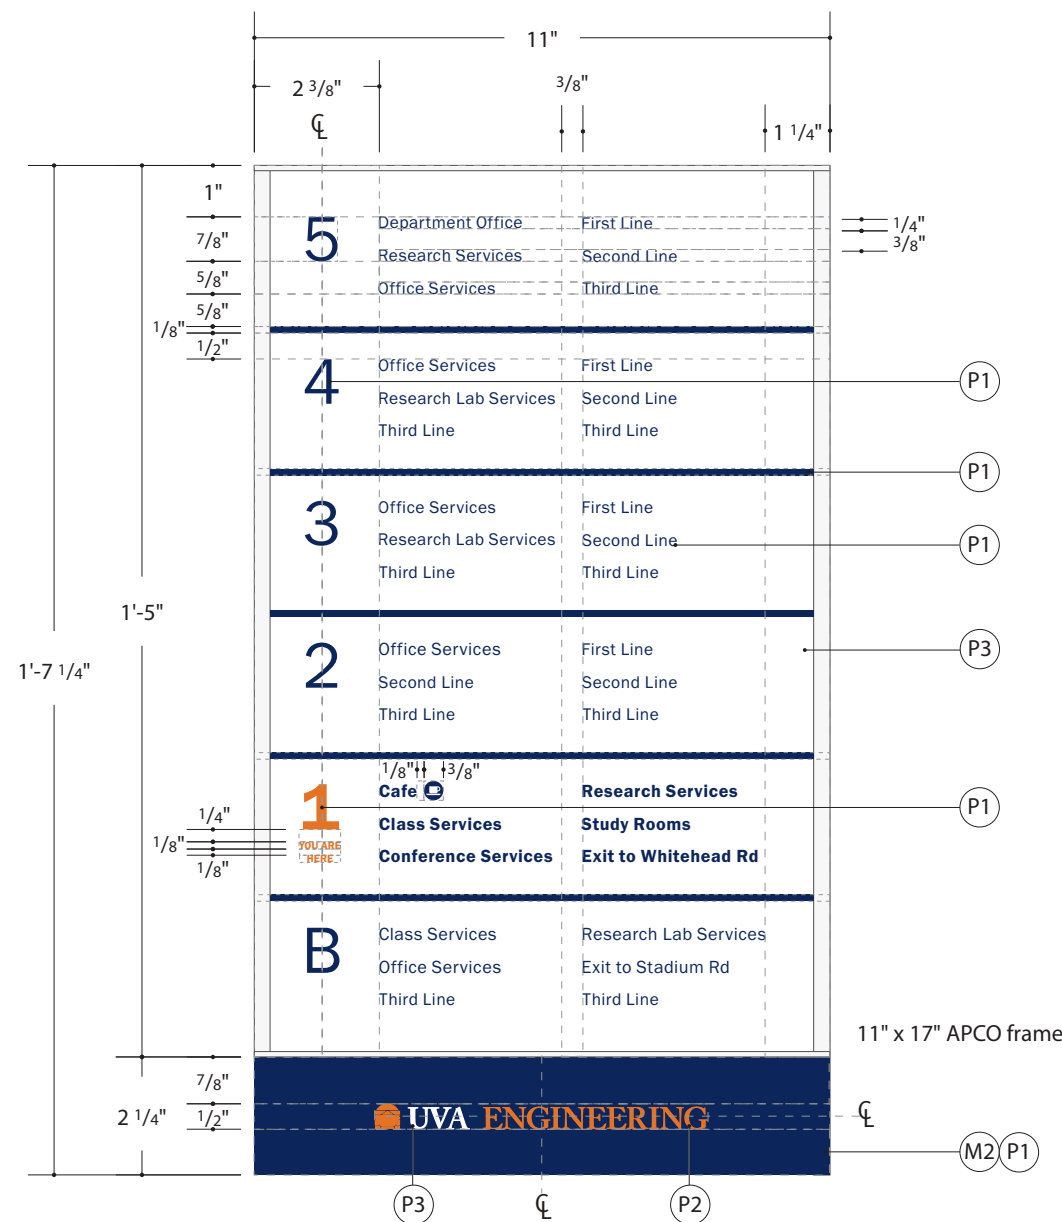 11"
2 3/8"
3/8"
1 1/4"
℄
1"
7/8"
5/8"
5/8"
1/8"
1/2"
1/4"
3/8"
5
Department Office
First Line
Research Services
Second Line
Office Services
Third Line
4
Office Services
First Line
Research Lab Services
Second Line
Third Line
Third Line
P1
P1
3
Office Services
First Line
Research Lab Services
Second Line
Third Line
Third Line
P1
1'-5"
1'-7 1/4"
2
Office Services
First Line
Second Line
Second Line
Third Line
Third Line
P3
1/8"
3/8"
1
YOU ARE
HERE
Cafe
Research Services
Class Services
Study Rooms
Conference Services
Exit to Whitehead Rd
P1
1/4"
1/8"
1/8"
B
Class Services
Research Lab Services
Office Services
Exit to Stadium Rd
Third Line
Third Line
11" x 17" APCO frame
7/8"
2 1/4"
1/2"
UVA ENGINEERING
℄
M2
P1
P3
℄
P2